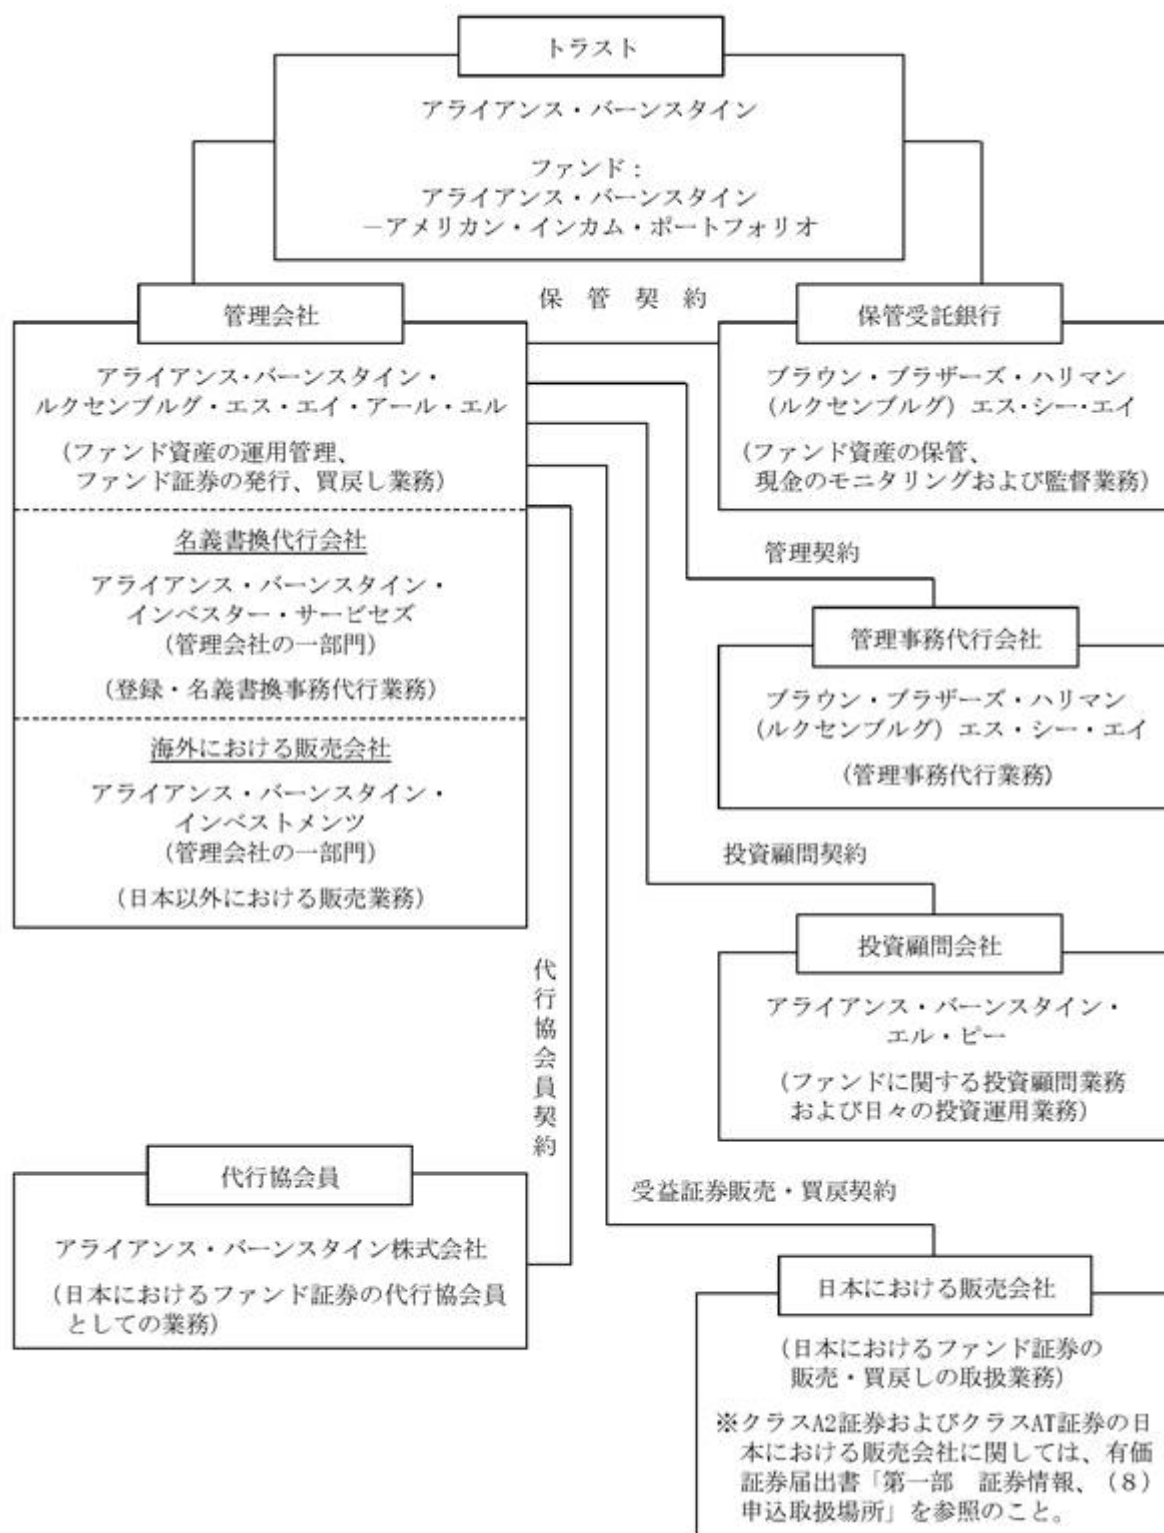 トラスト
アライアンス・バーンスタイン
ファンド：
アライアンス・バーンスタイン
－アメリカン・インカム・ポートフォリオ
保　管　契　約
管理会社
アライアンス・バーンスタイン・
ルクセンブルグ・エス・エイ・アール・エル
（ファンド資産の運用管理、
ファンド証券の発行、買戻し業務）
名義書換代行会社
アライアンス・バーンスタイン・
インベスター・サービセズ
（管理会社の一部門）
（登録・名義書換事務代行業務）
海外における販売会社
アライアンス・バーンスタイン・
インベストメンツ
（管理会社の一部門）
（日本以外における販売業務）
保管受託銀行
ブラウン・ブラザーズ・ハリマン
（ルクセンブルグ）エス・シー・エイ
（ファンド資産の保管、
現金のモニタリングおよび監督業務）
管理契約
管理事務代行会社
ブラウン・ブラザーズ・ハリマン
（ルクセンブルグ）エス・シー・エイ
（管理事務代行業務）
投資顧問契約
投資顧問会社
アライアンス・バーンスタイン・
エル・ピー
（ファンドに関する投資顧問業務
および日々の投資運用業務）
代行協会員契約
代行協会員
アライアンス・バーンスタイン株式会社
（日本におけるファンド証券の代行協会員
としての業務）
受益証券販売・買戻契約
日本における販売会社
（日本におけるファンド証券の
販売・買戻しの取扱業務）
※クラスA2証券およびクラスAT証券の日
本における販売会社に関しては、有価
証券届出書「第一部　証券情報、（８）
申込取扱場所」を参照のこと。